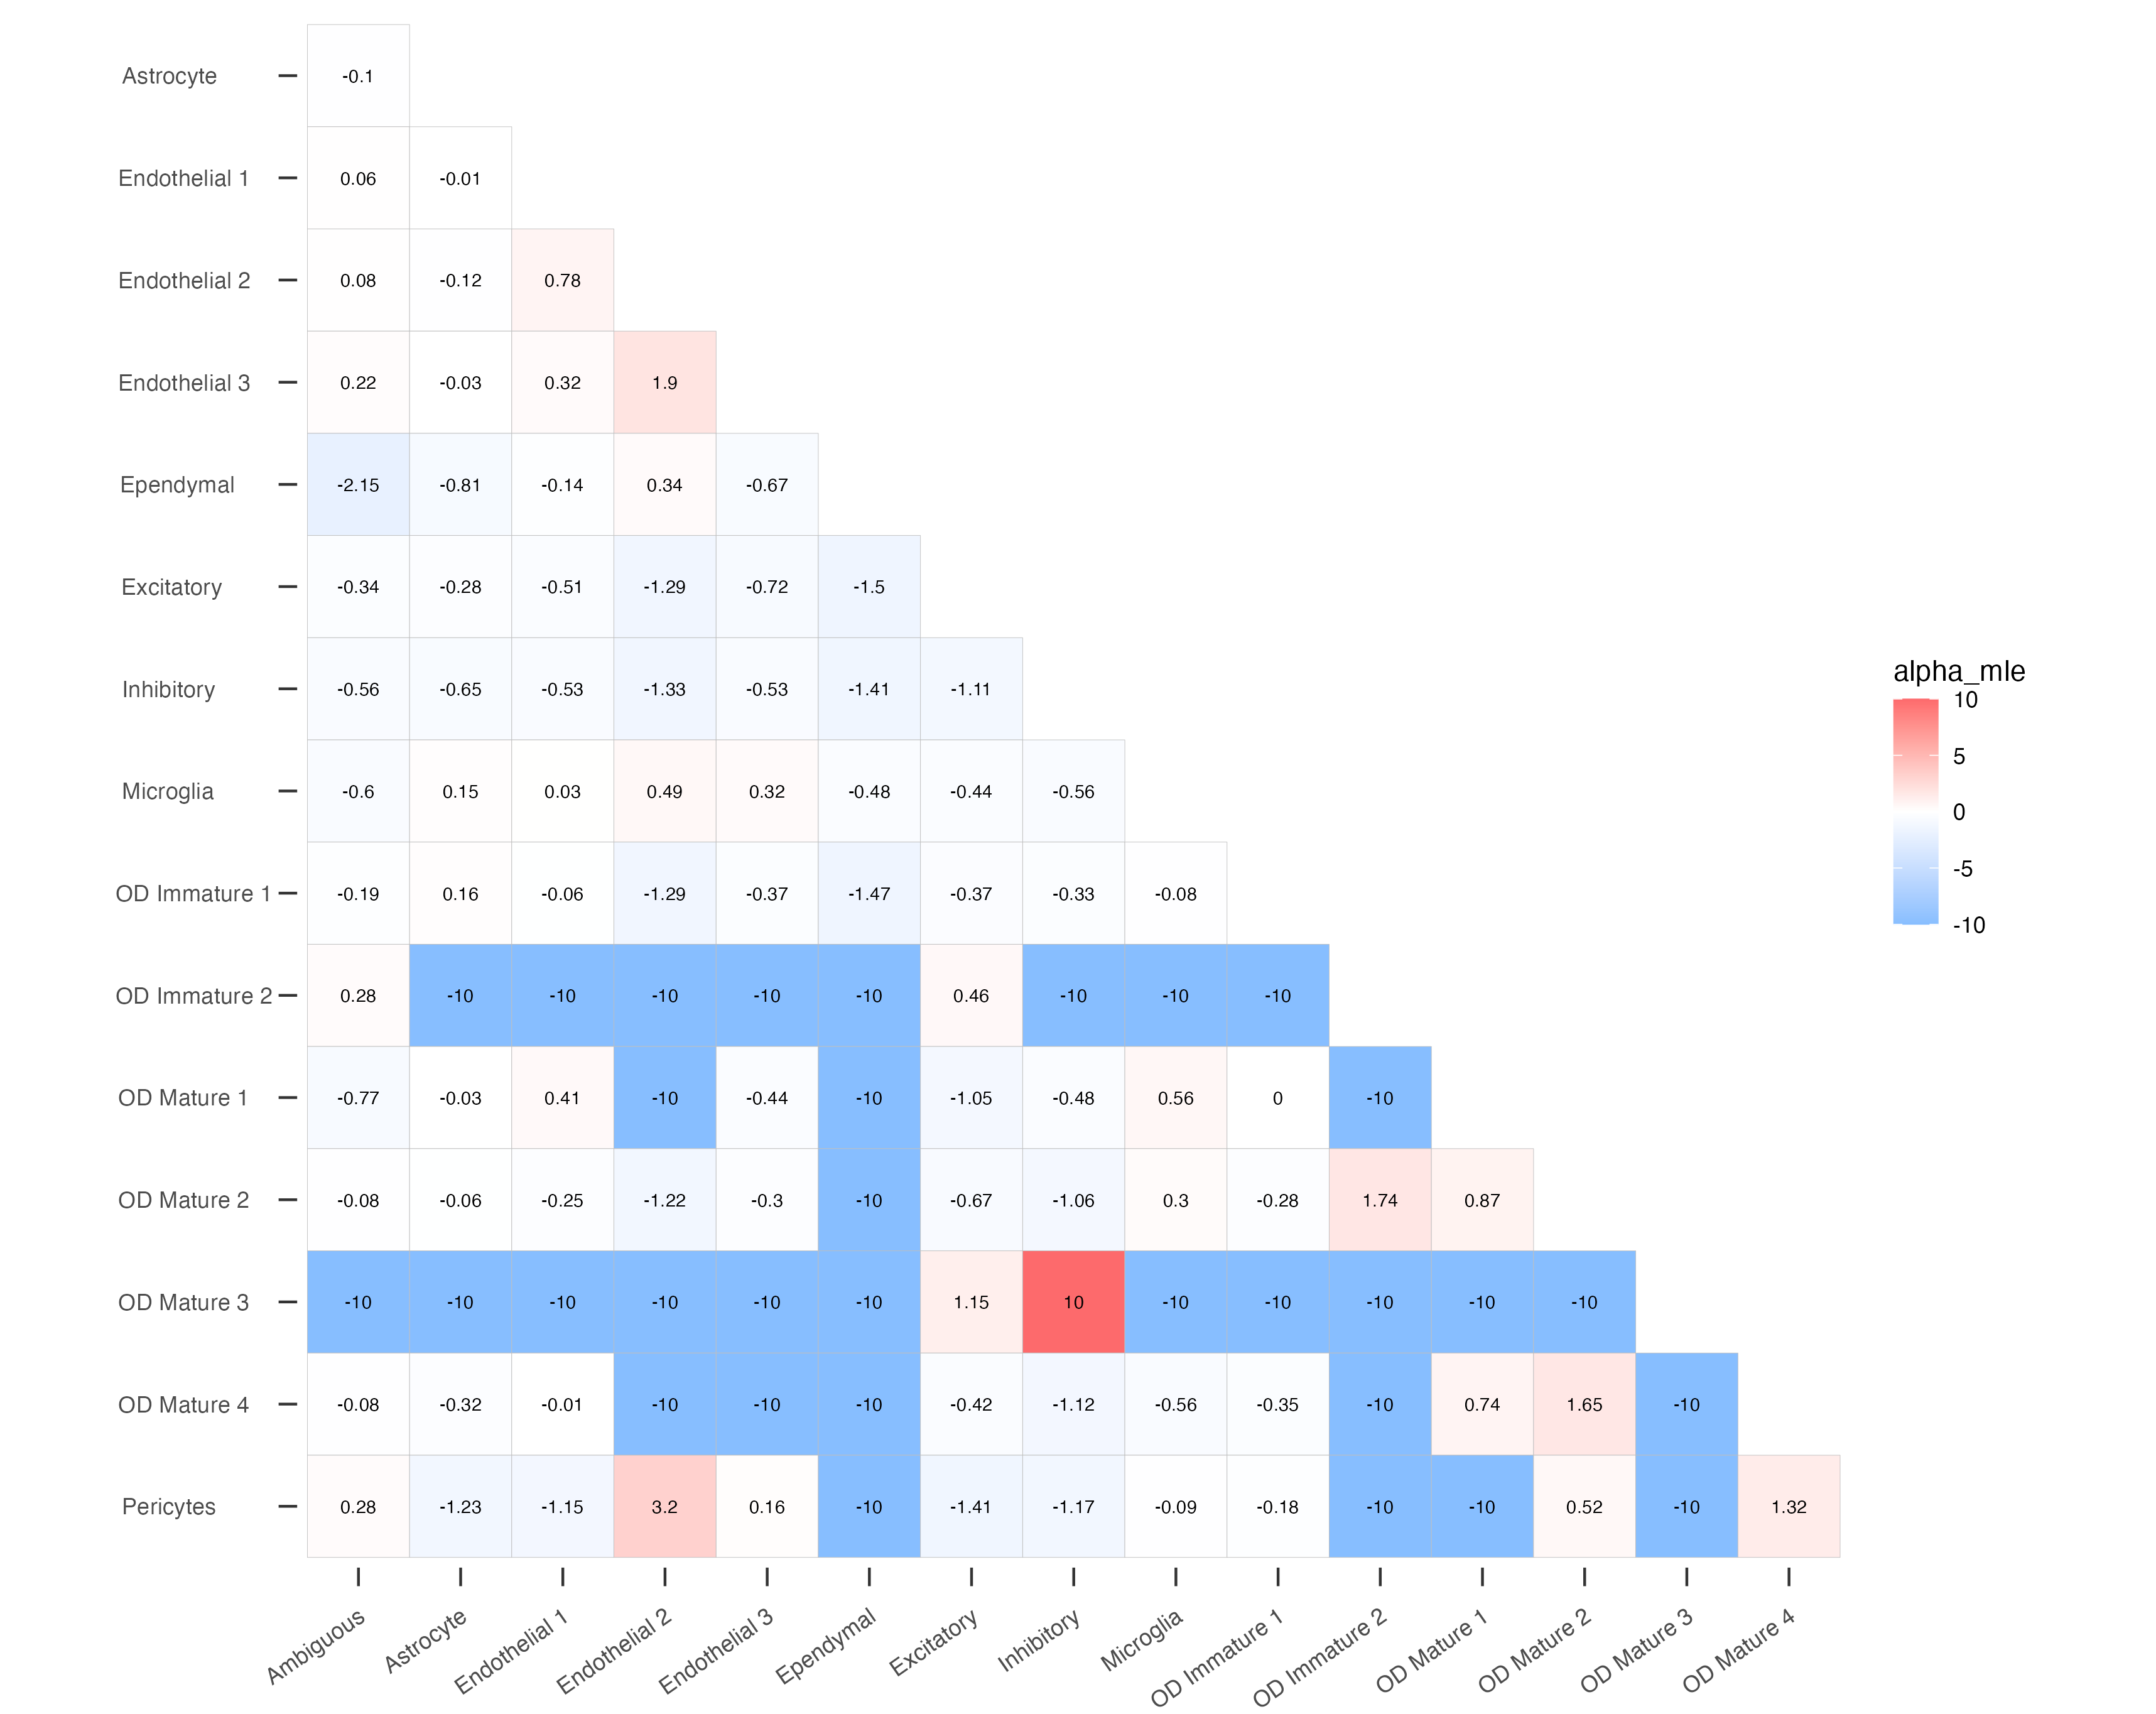 Astrocyte -0.1
Endothelial 1 0.06 -0.01
Endothelial 2 0.08 -0.12 0.78
Endothelial 3 0.22 -0.03 0.32 1.9
Ependymal -2.15 -0.81 -0.14 0.34 -0.67
Excitatory -0.34 -0.28 -0.51 -1.29 -0.72 -1.5
Inhibitory -0.56 -0.65 -0.53 -1.33 -0.53 -1.41 -1.11
Microglia -0.6 0.15 0.03 0.49 0.32 -0.48 -0.44 -0.56
OD Immature 1 -0.19 0.16 -0.06 -1.29 -0.37 -1.47 -0.37 -0.33 -0.08
OD Immature 2 0.28 -10 -10 -10 -10 -10 0.46 -10 -10 -10
OD Mature 1 -0.77 -0.03 0.41 -10 -0.44 -10 -1.05 -0.48 0.56 0 -10
OD Mature 2 -0.08 -0.06 -0.25 -1.22 -0.3 -10 -0.67 -1.06 0.3 -0.28 1.74 0.87
OD Mature 3 -10 -10 -10 -10 -10 -10 1.15 10 -10 -10 -10 -10 -10
OD Mature 4 -0.08 -0.32 -0.01 -10 -10 -10 -0.42 -1.12 -0.56 -0.35 -10 0.74 1.65 -10
Pericytes 0.28 -1.23 -1.15 3.2 0.16 -10 -1.41 -1.17 -0.09 -0.18 -10 -10 0.52 -10 1.32
Ambiguous
Astrocyte
Endothelial 1
Endothelial 2
Endothelial 3
Ependymal
Excitatory
Inhibitory
Microglia
OD Immature 1
OD Immature 2
OD Mature 1
OD Mature 2
OD Mature 3
OD Mature 4
alpha_mle
10
5
0
-5
-10